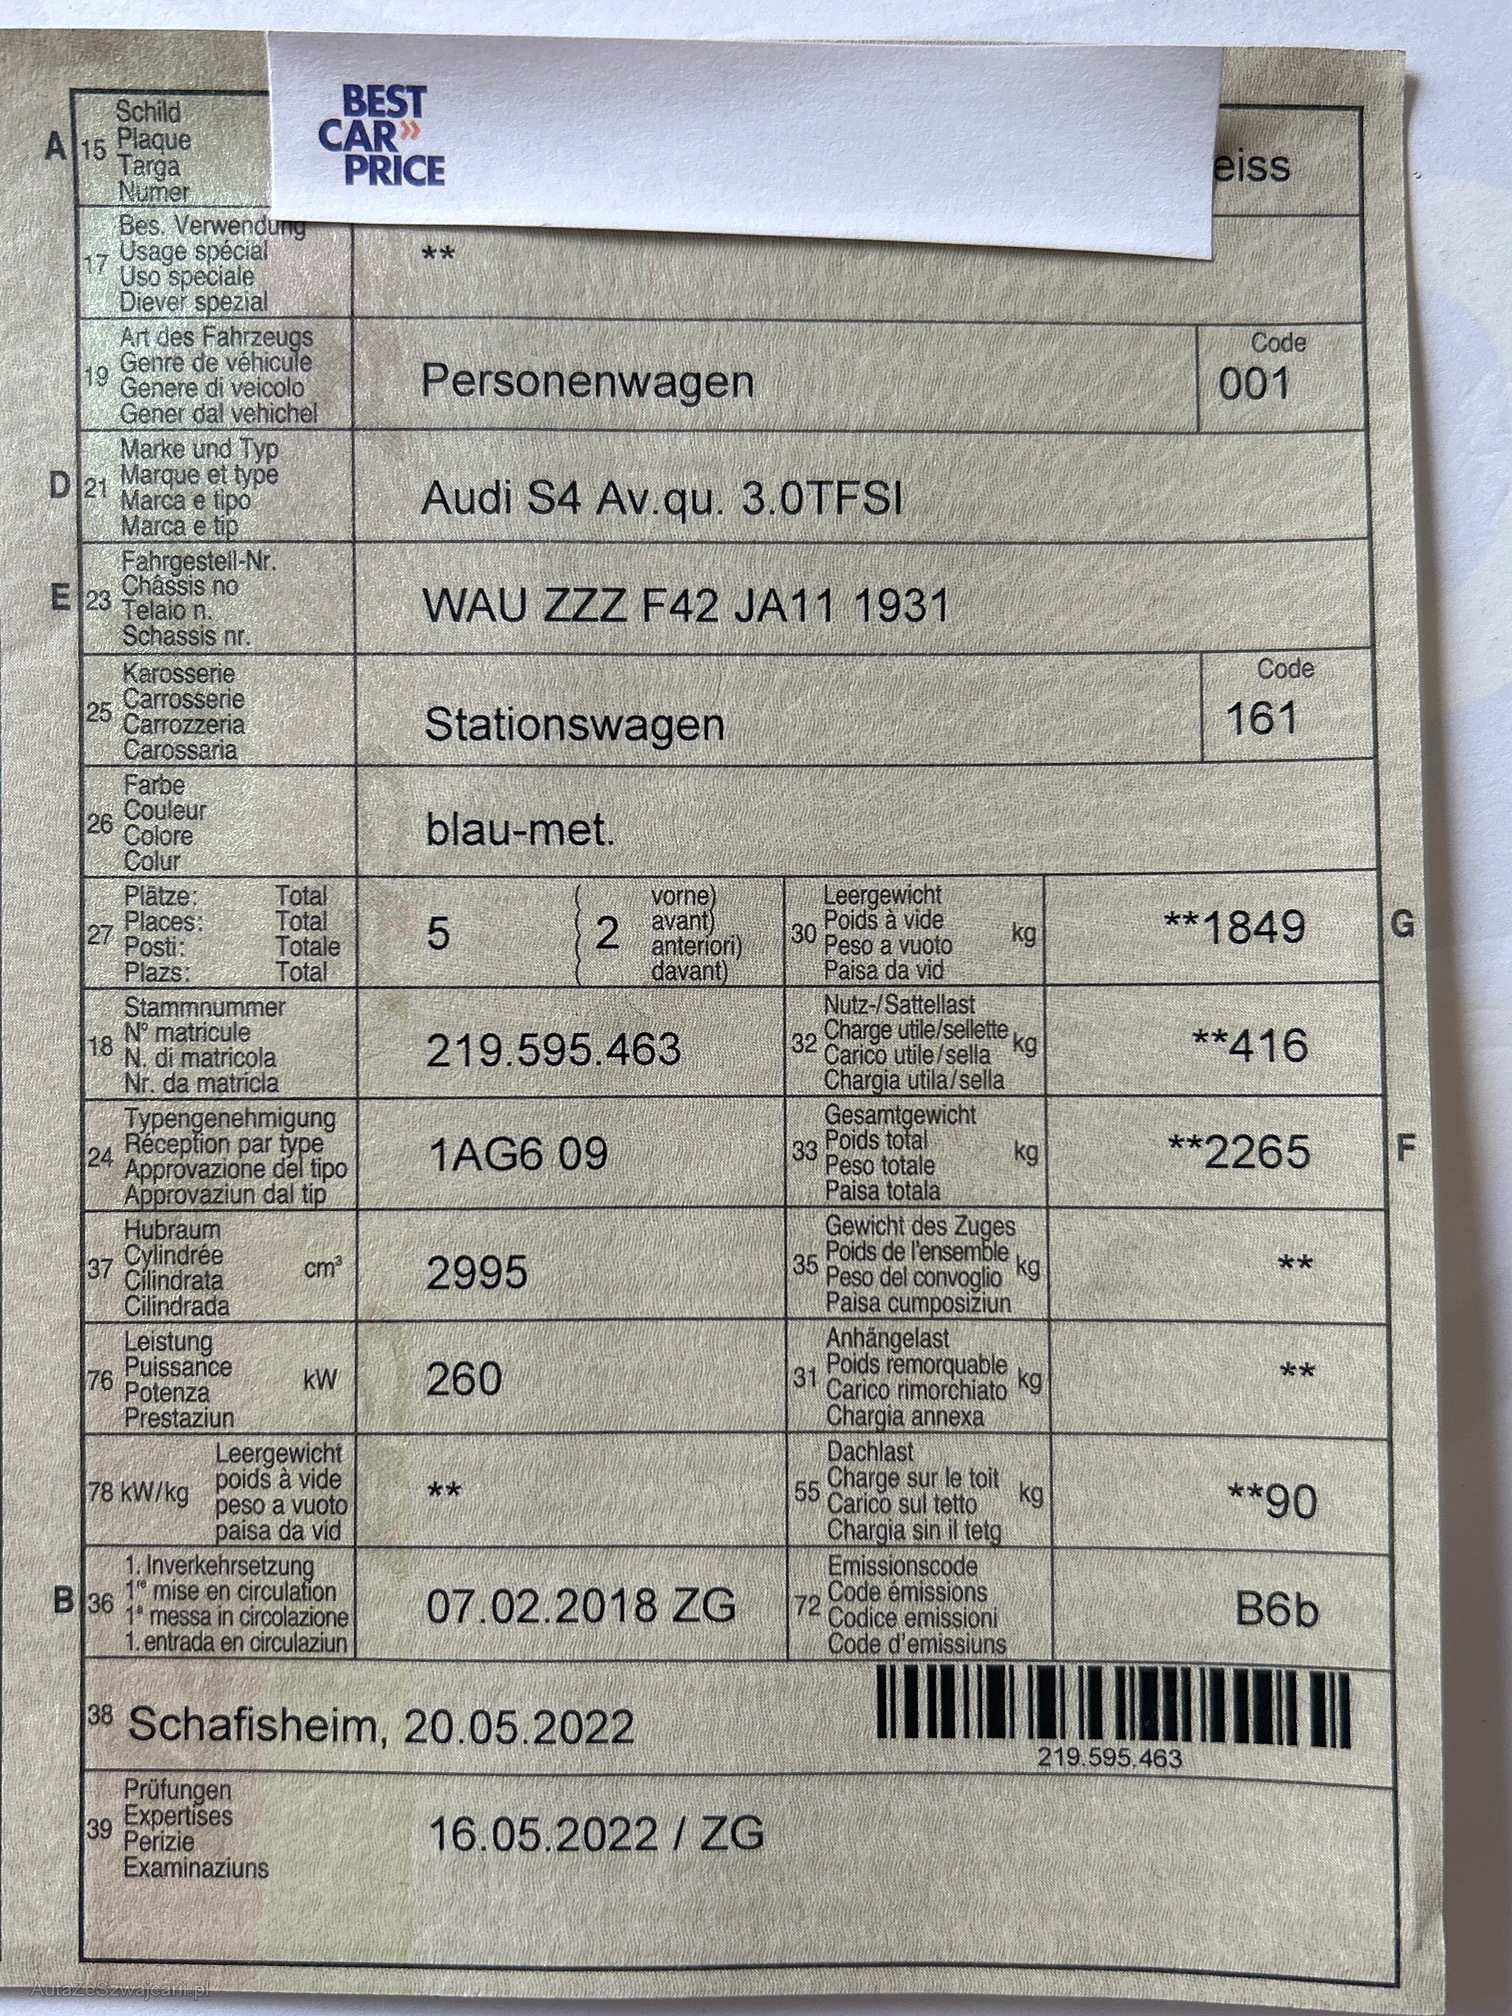 BEST
CAR»
PRICE
A 15 Schild
Plaque
Targa
Numer
eiss
17 Bes. Verwendung
Usage spécial
Uso speciale
Diever spezial
**
19 Art des Fahrzeugs
Genre de véhicule
Genere di veicolo
Gener dal vehichel
Personenwagen
Code
001
D 21 Marke und Typ
Marque et type
Marca e tipo
Marca e tip
Audi S4 Av.qu. 3.0TFSI
E 23 Fahrgestell-Nr.
Châssis no
Telaio n.
Schassis nr.
WAU ZZZ F42 JA11 1931
25 Karosserie
Carrosserie
Carrozzeria
Carossaria
Stationswagen
Code
161
26 Farbe
Couleur
Colore
Colur
blau-met.
27 Plätze: Total
Places: Total
Posti: Totale
Plazs: Total
5 ( 2 vorne)
( avant)
( anteriori)
( davant)
30 Leergewicht
Poids à vide
Peso a vuoto
Paisa da vid
kg
**1849
G
18 Stammnummer
N° matricule
N. di matricola
Nr. da matricla
219.595.463
32 Nutz-/Sattellast
Charge utile/sellette
Carico utile/sella
Chargia utila/sella
kg
**416
24 Typengenehmigung
Réception par type
Approvazione del tipo
Approvaziun dal tip
1AG6 09
33 Gesamtgewicht
Poids total
Peso totale
Paisa totala
kg
**2265
F
37 Hubraum
Cylindrée
Cilindrata
Cilindrada
cm³
2995
35 Gewicht des Zuges
Poids de l'ensemble
Peso del convoglio
Paisa cumposiziun
kg
**
76 Leistung
Puissance
Potenza
Prestaziun
kW
260
31 Anhängelast
Poids remorquable
Carico rimorchiato
Chargia annexa
kg
**
78 kW/kg Leergewicht
poids à vide
peso a vuoto
paisa da vid
**
55 Dachlast
Charge sur le toit
Carico sul tetto
Chargia sin il tetg
kg
**90
B 36 1. Inverkehrsetzung
1re mise en circulation
1a messa in circolazione
1. entrada en circulaziun
07.02.2018 ZG
72 Emissionscode
Code émissions
Codice emissioni
Code d'emissiuns
B6b
38 Schafisheim, 20.05.2022
219.595.463
39 Prüfungen
Expertises
Perizie
Examinaziuns
16.05.2022 / ZG
AutaZeSzwajcarii.pl